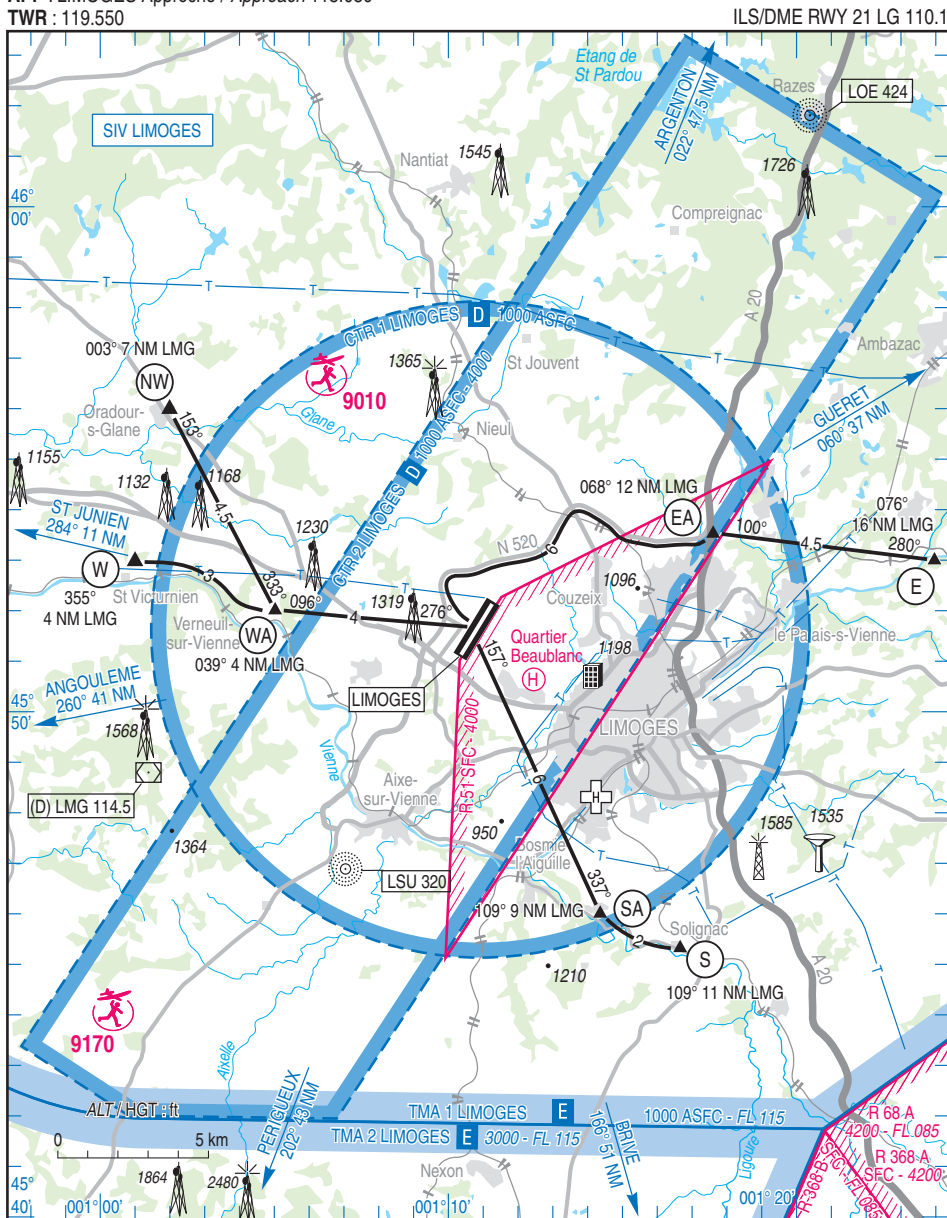 TWR : 119.550
ILS/DME RWY 21 LG 110.1
Etang de
St Pardou
Razes
LOE 424
ARGENTON
022° 47.5 NM
SIV LIMOGES
1545
Nantiat
1726
46°
00'
Compreignac
A 20
CTR 1 LIMOGES D 1000 ASFC
003° 7 NM LMG
NW
St Jouvent
Ambazac
1365
9010
Oradour-
s-Glane
153°
Glane
CTR2 LIMOGES D 1000 ASFC - 4000
Nieul
GUERET
060° 37 NM
1155
1132
1168
4.5
068° 12 NM LMG
EA
076°
16 NM LMG
100°
4.5
280°
ST JUNIEN
284° 11 NM
1230
N 520
6
W
3
St Victurnien
333°
355°
4 NM LMG
1096
Couzeix
E
096°
4
1319
276°
WA
Verneuil-
sur-Vienne
039° 4 NM LMG
157°
Quartier
Beaublanc
H
1198
le Palais-s-Vienne
ANGOULEME
260° 41 NM
45°
50'
LIMOGES
LIMOGES
1568
Vienne
R 51 SFC - 4000
6
(D) LMG 114.5
Aixe-
sur-Vienne
H
1364
950
1585
1535
Bosmie
l'Aiguille
LSU 320
337°
109° 9 NM LMG
SA
2
Solignac
S
109° 11 NM LMG
1210
A 20
9170
Aixelle
ALT / HGT : ft
0 5 km
PERIGUEUX
202° 43 NM
TMA 1 LIMOGES E 1000 ASFC - FL 115
TMA 2 LIMOGES E 3000 - FL 115
BRIVE
166° 51 NM
Ligoure
R 68 A
4200 - FL 085
R 368 A
SFC - 4200
R 368 B SFC - FL 085
Nexon
1864
2480
45°
40'
001° 00'
001° 10'
001° 20'